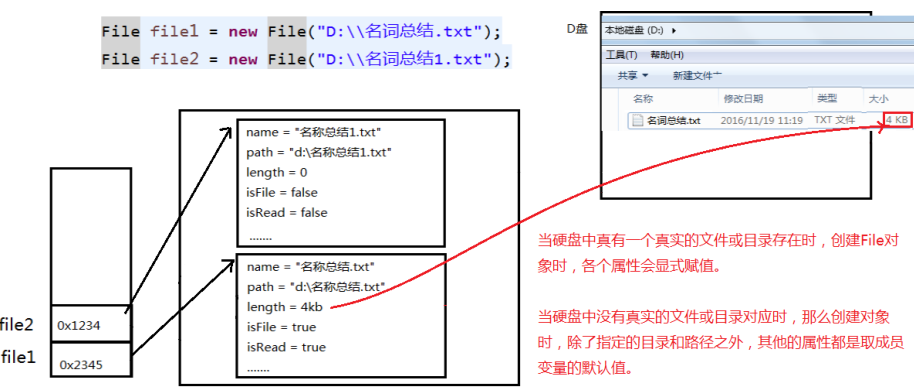 File file1 = new File("D:\\名词总结.txt");
File file2 = new File("D:\\名词总结1.txt");
D盘
本地磁盘 (D:)
工具(T) 帮助(H)
共享 新建文件
名称 修改日期 类型 大小
名词总结.txt 2016/11/19 11:19 TXT 文件 4 KB
name = "名称总结1.txt"
path = "d:\名称总结1.txt"
length = 0
isFile = false
isRead = false
.......
name = "名称总结.txt"
path = "d:\名称总结.txt"
length = 4kb
isFile = true
isRead = true
.......
file2 0x1234
file1 0x2345
当硬盘中真有一个真实的文件或目录存在时，创建File对
象时，各个属性会显式赋值。
当硬盘中没有真实的文件或目录对应时，那么创建对象
时，除了指定的目录和路径之外，其他的属性都是取成员
变量的默认值。